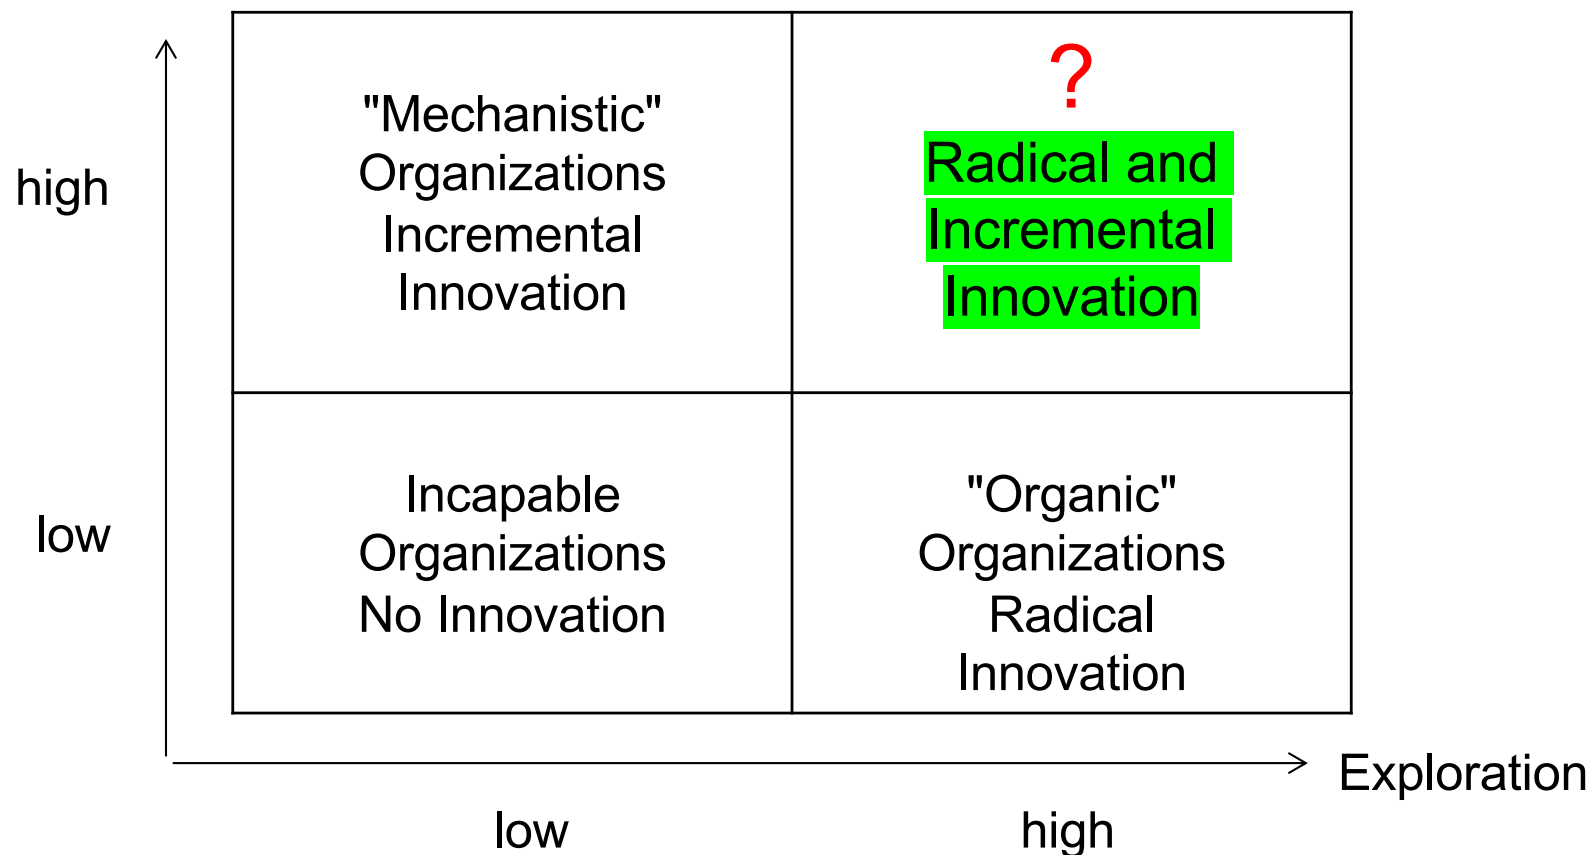 "Mechanistic"
Organizations
Incremental
Innovation
?
Radical and
Incremental
Innovation
high
Incapable
Organizations
No Innovation
"Organic"
Organizations
Radical
Innovation
low
Exploration
low
high